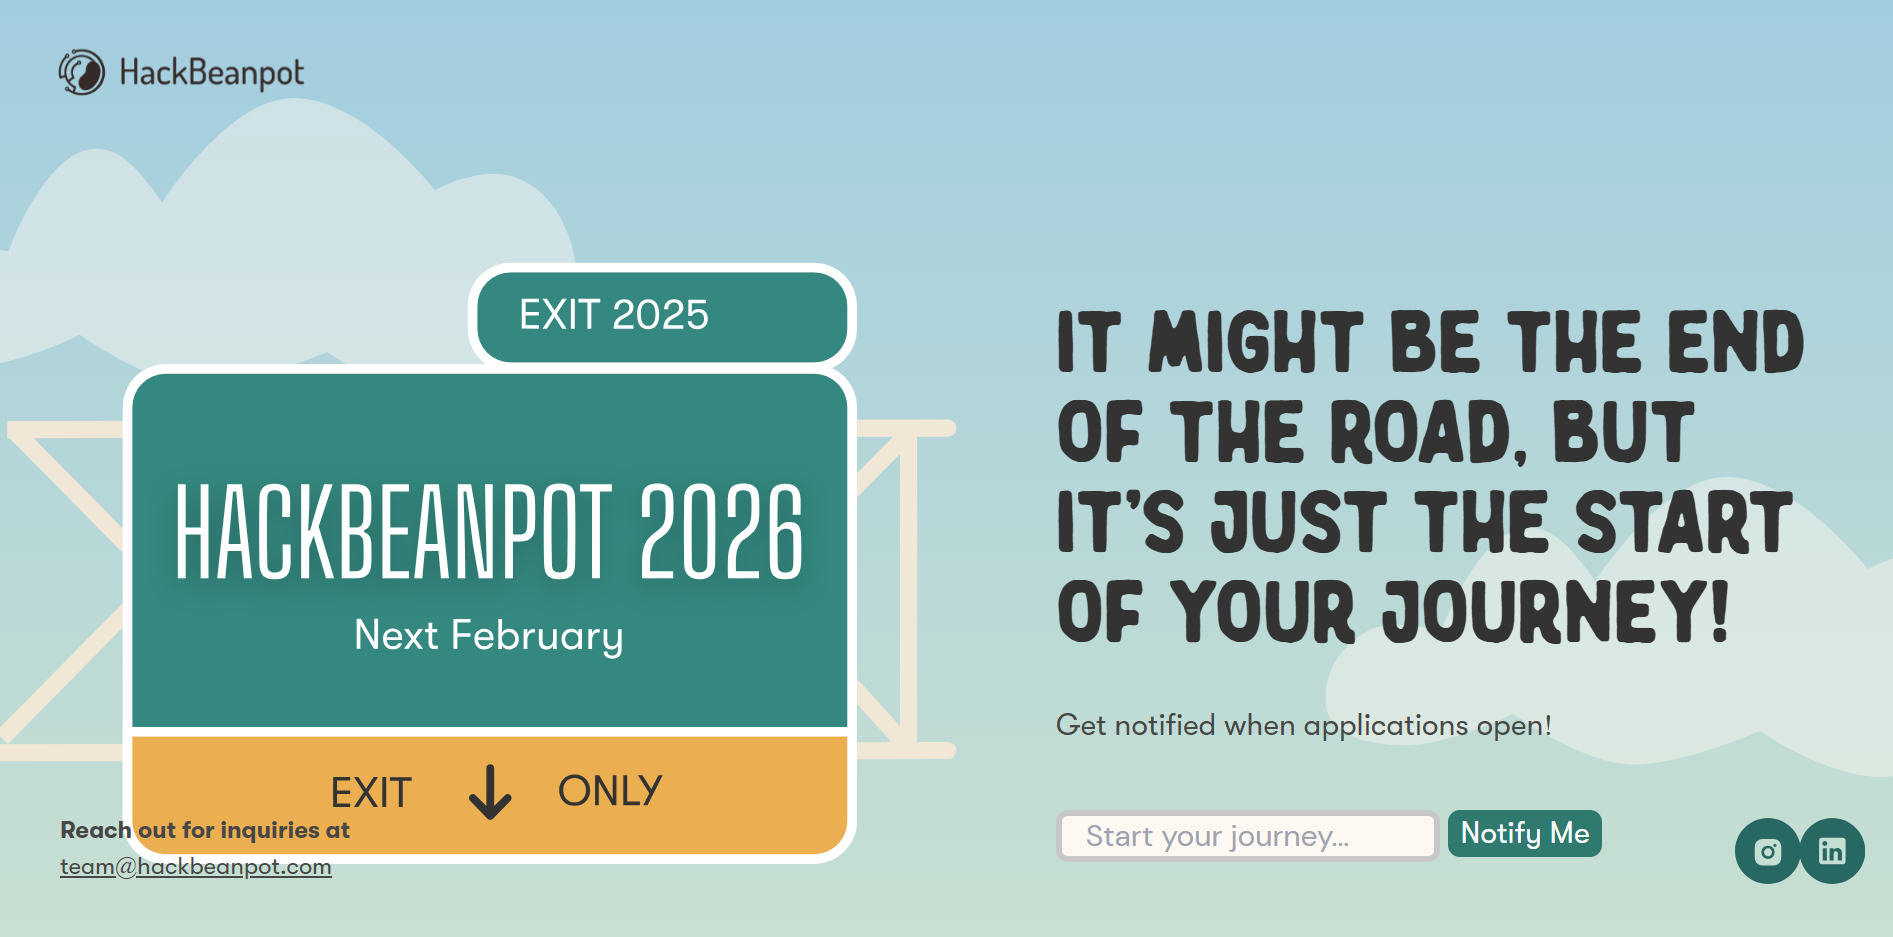 HackBeanpot
EXIT 2025
HACKBEANPOT 2026
Next February
EXIT ONLY
Reach out for inquiries at
team@hackbeanpot.com
IT MIGHT BE THE END
OF THE ROAD, BUT
IT'S JUST THE START
OF YOUR JOURNEY!
Get notified when applications open!
Start your journey...
Notify Me
in